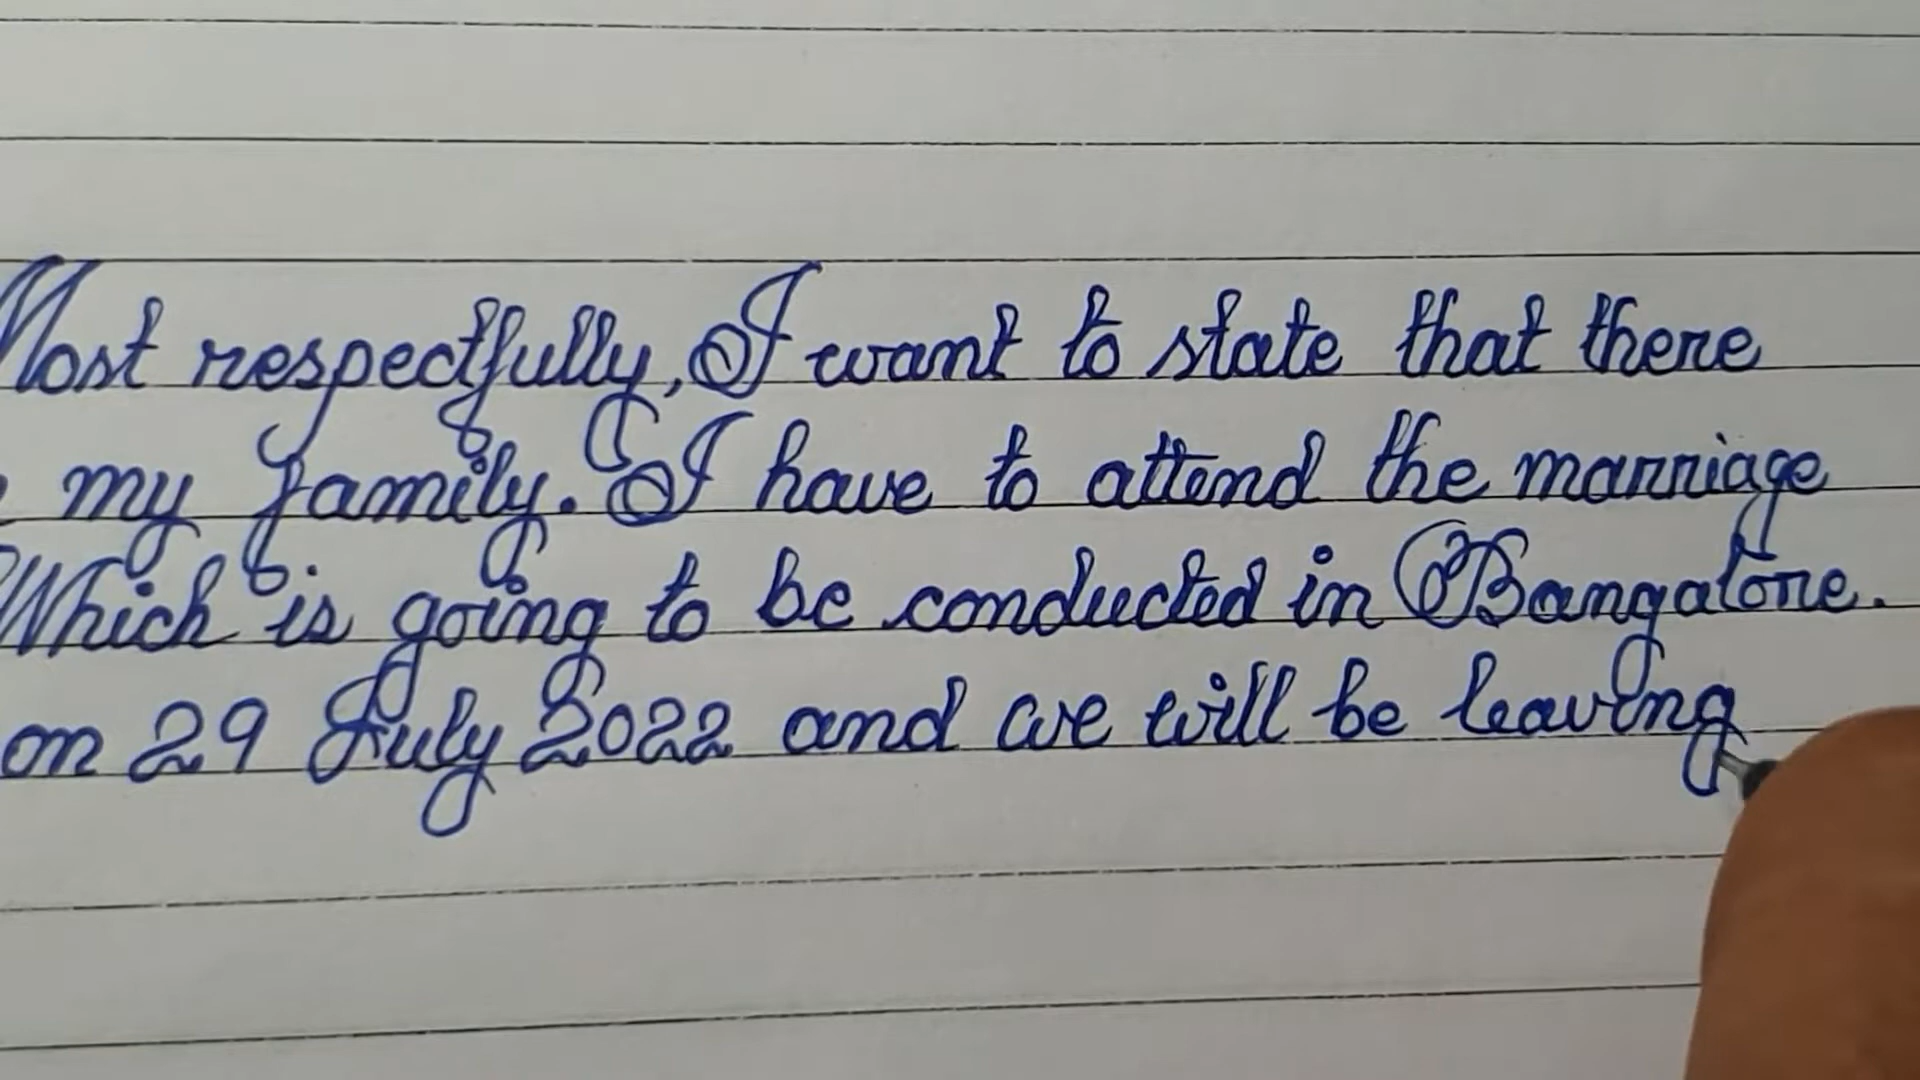 Most respectfully, I want to state that there
my family. I have to attend the marriage
Which is going to be conducted in Bangalore.
on 29 July 2022 and we will be leaving